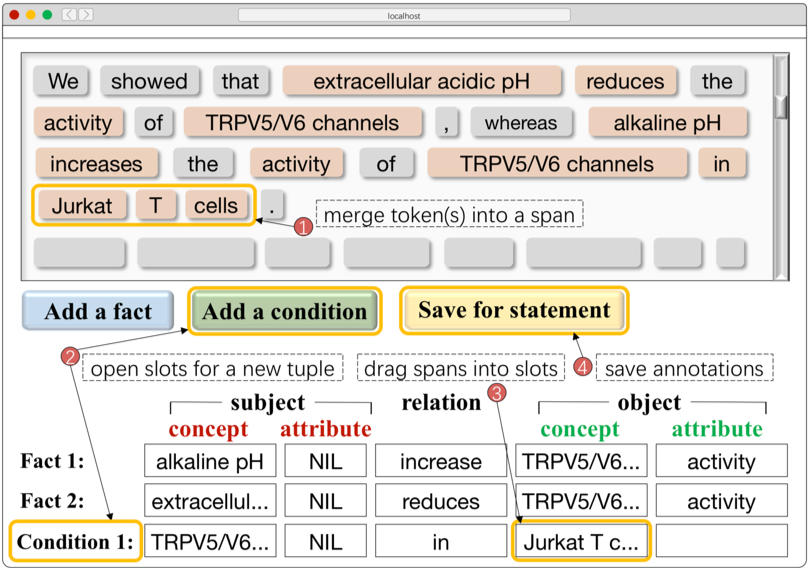 localhost
We showed that extracellular acidic pH reduces the
activity of TRPV5/V6 channels , whereas alkaline pH
increases the activity of TRPV5/V6 channels in
Jurkat T cells .
1 merge token(s) into a span
Add a fact Add a condition Save for statement
2 open slots for a new tuple drag spans into slots 4 save annotations
3
subject relation object
concept attribute concept attribute
Fact 1: alkaline pH NIL increase TRPV5/V6... activity
Fact 2: extracellul... NIL reduces TRPV5/V6... activity
Condition 1: TRPV5/V6... NIL in Jurkat T c...